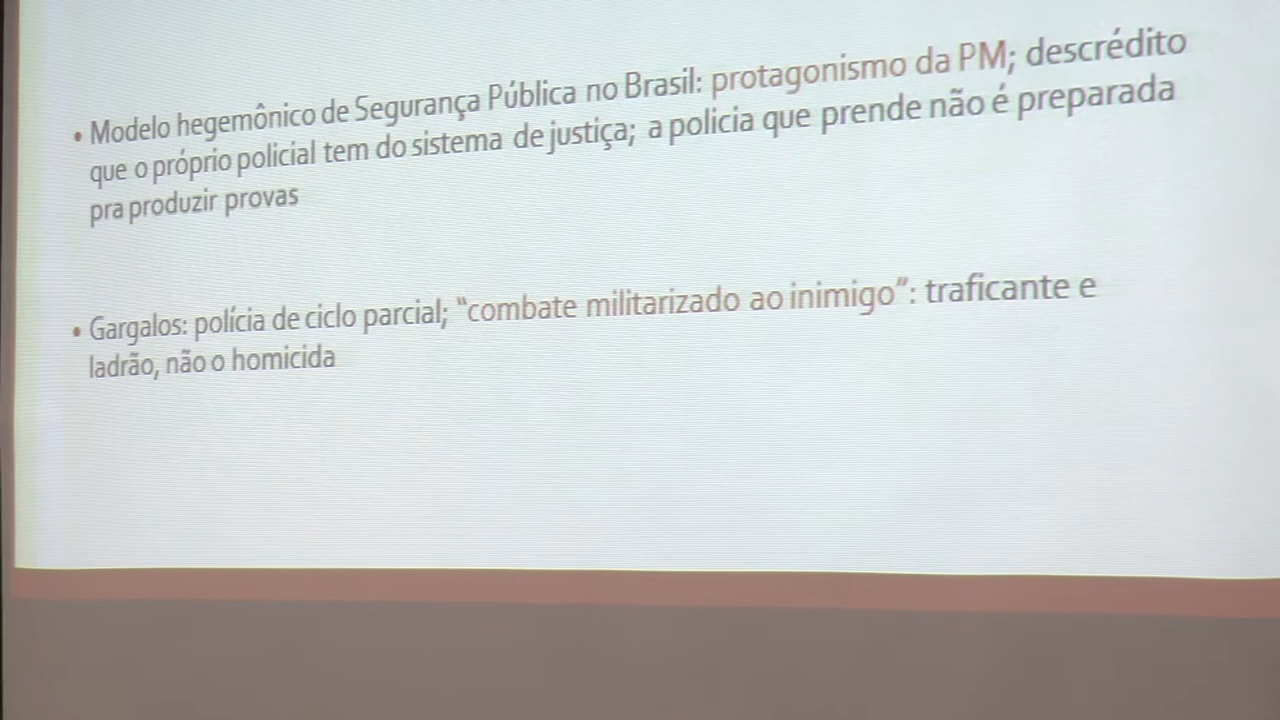 • Modelo hegemônico de Segurança Pública no Brasil: protagonismo da PM; descrédito
que o próprio policial tem do sistema de justiça; a policia que prende não é preparada
pra produzir provas
• Gargalos: polícia de ciclo parcial; “combate militarizado ao inimigo”: traficante e
ladrão, não o homicida